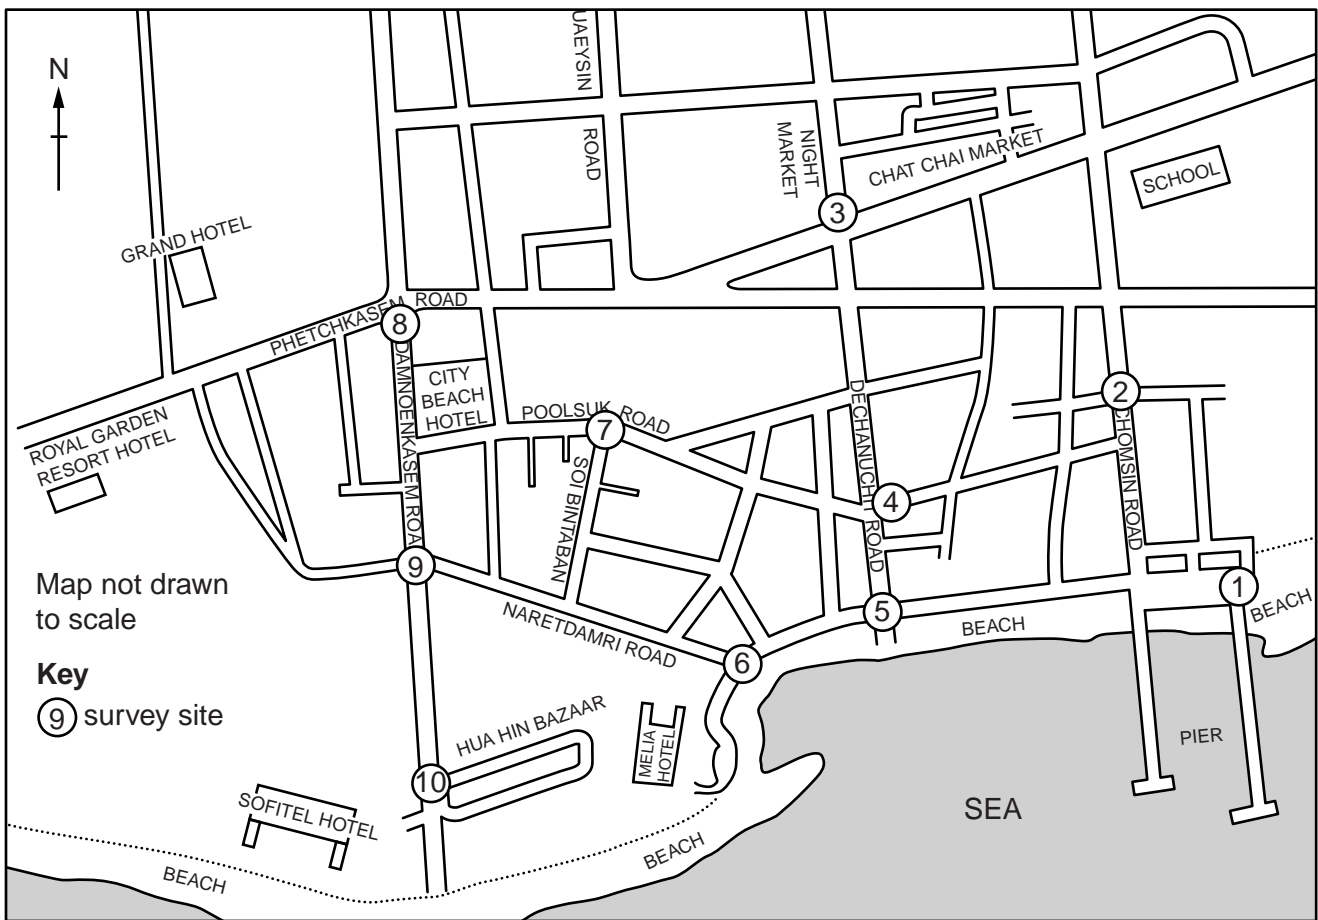 N
UAEYSIN
ROAD
NIGHT
MARKET
CHAT CHAI MARKET
SCHOOL
3
GRAND HOTEL
PHETCHKASEM ROAD
8
DAMNOENKASEM ROA
CITY
BEACH
HOTEL
POOLSUK ROAD
7
DECHANUCHIT ROAD
2
CHOMSIN ROAD
ROYAL GARDEN
RESORT HOTEL
SOI BINTABAN
4
9
NARETDAMRI ROAD
5
1
BEACH
BEACH
6
Map not drawn
to scale
Key
9 survey site
HUA HIN BAZAAR
MELIA
HOTEL
PIER
10
SOFITEL HOTEL
SEA
BEACH
BEACH